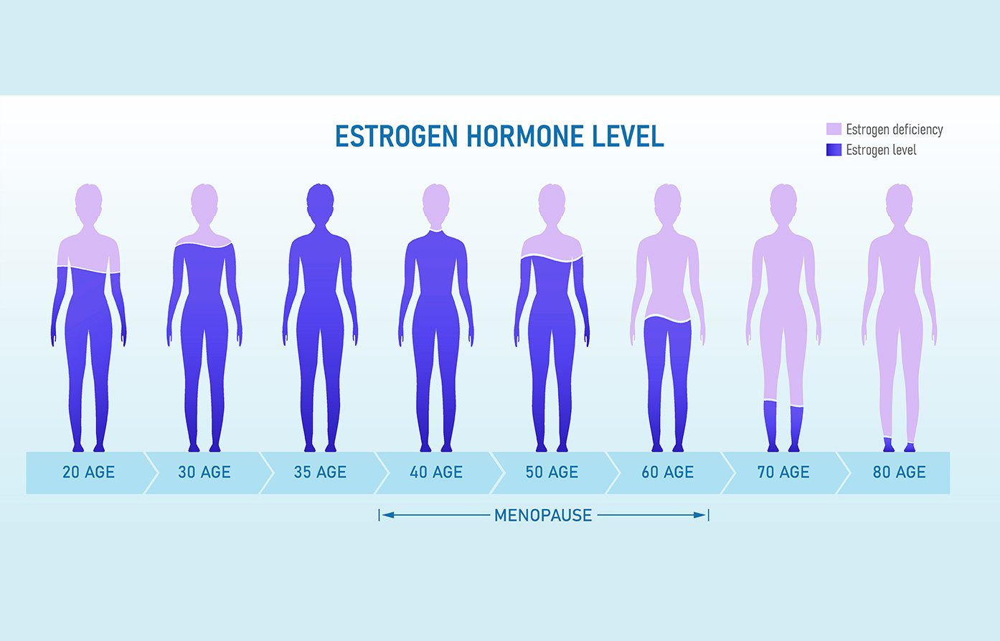 ESTROGEN HORMONE LEVEL
Estrogen deficiency
Estrogen level
20 AGE
30 AGE
35 AGE
40 AGE
50 AGE
60 AGE
70 AGE
80 AGE
MENOPAUSE